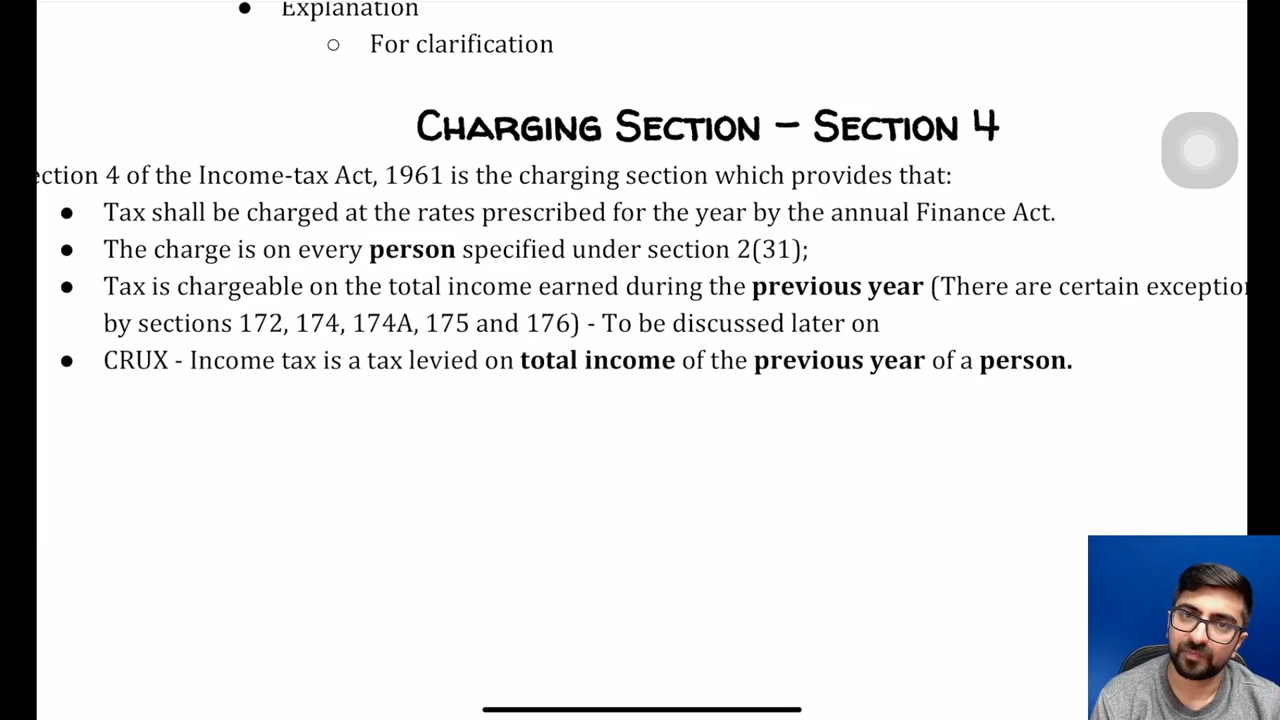 Explanation
For clarification
CHARGING SECTION – SECTION 4
ection 4 of the Income-tax Act, 1961 is the charging section which provides that:
Tax shall be charged at the rates prescribed for the year by the annual Finance Act.
The charge is on every person specified under section 2(31);
Tax is chargeable on the total income earned during the previous year (There are certain exception
by sections 172, 174, 174A, 175 and 176) - To be discussed later on
CRUX - Income tax is a tax levied on total income of the previous year of a person.